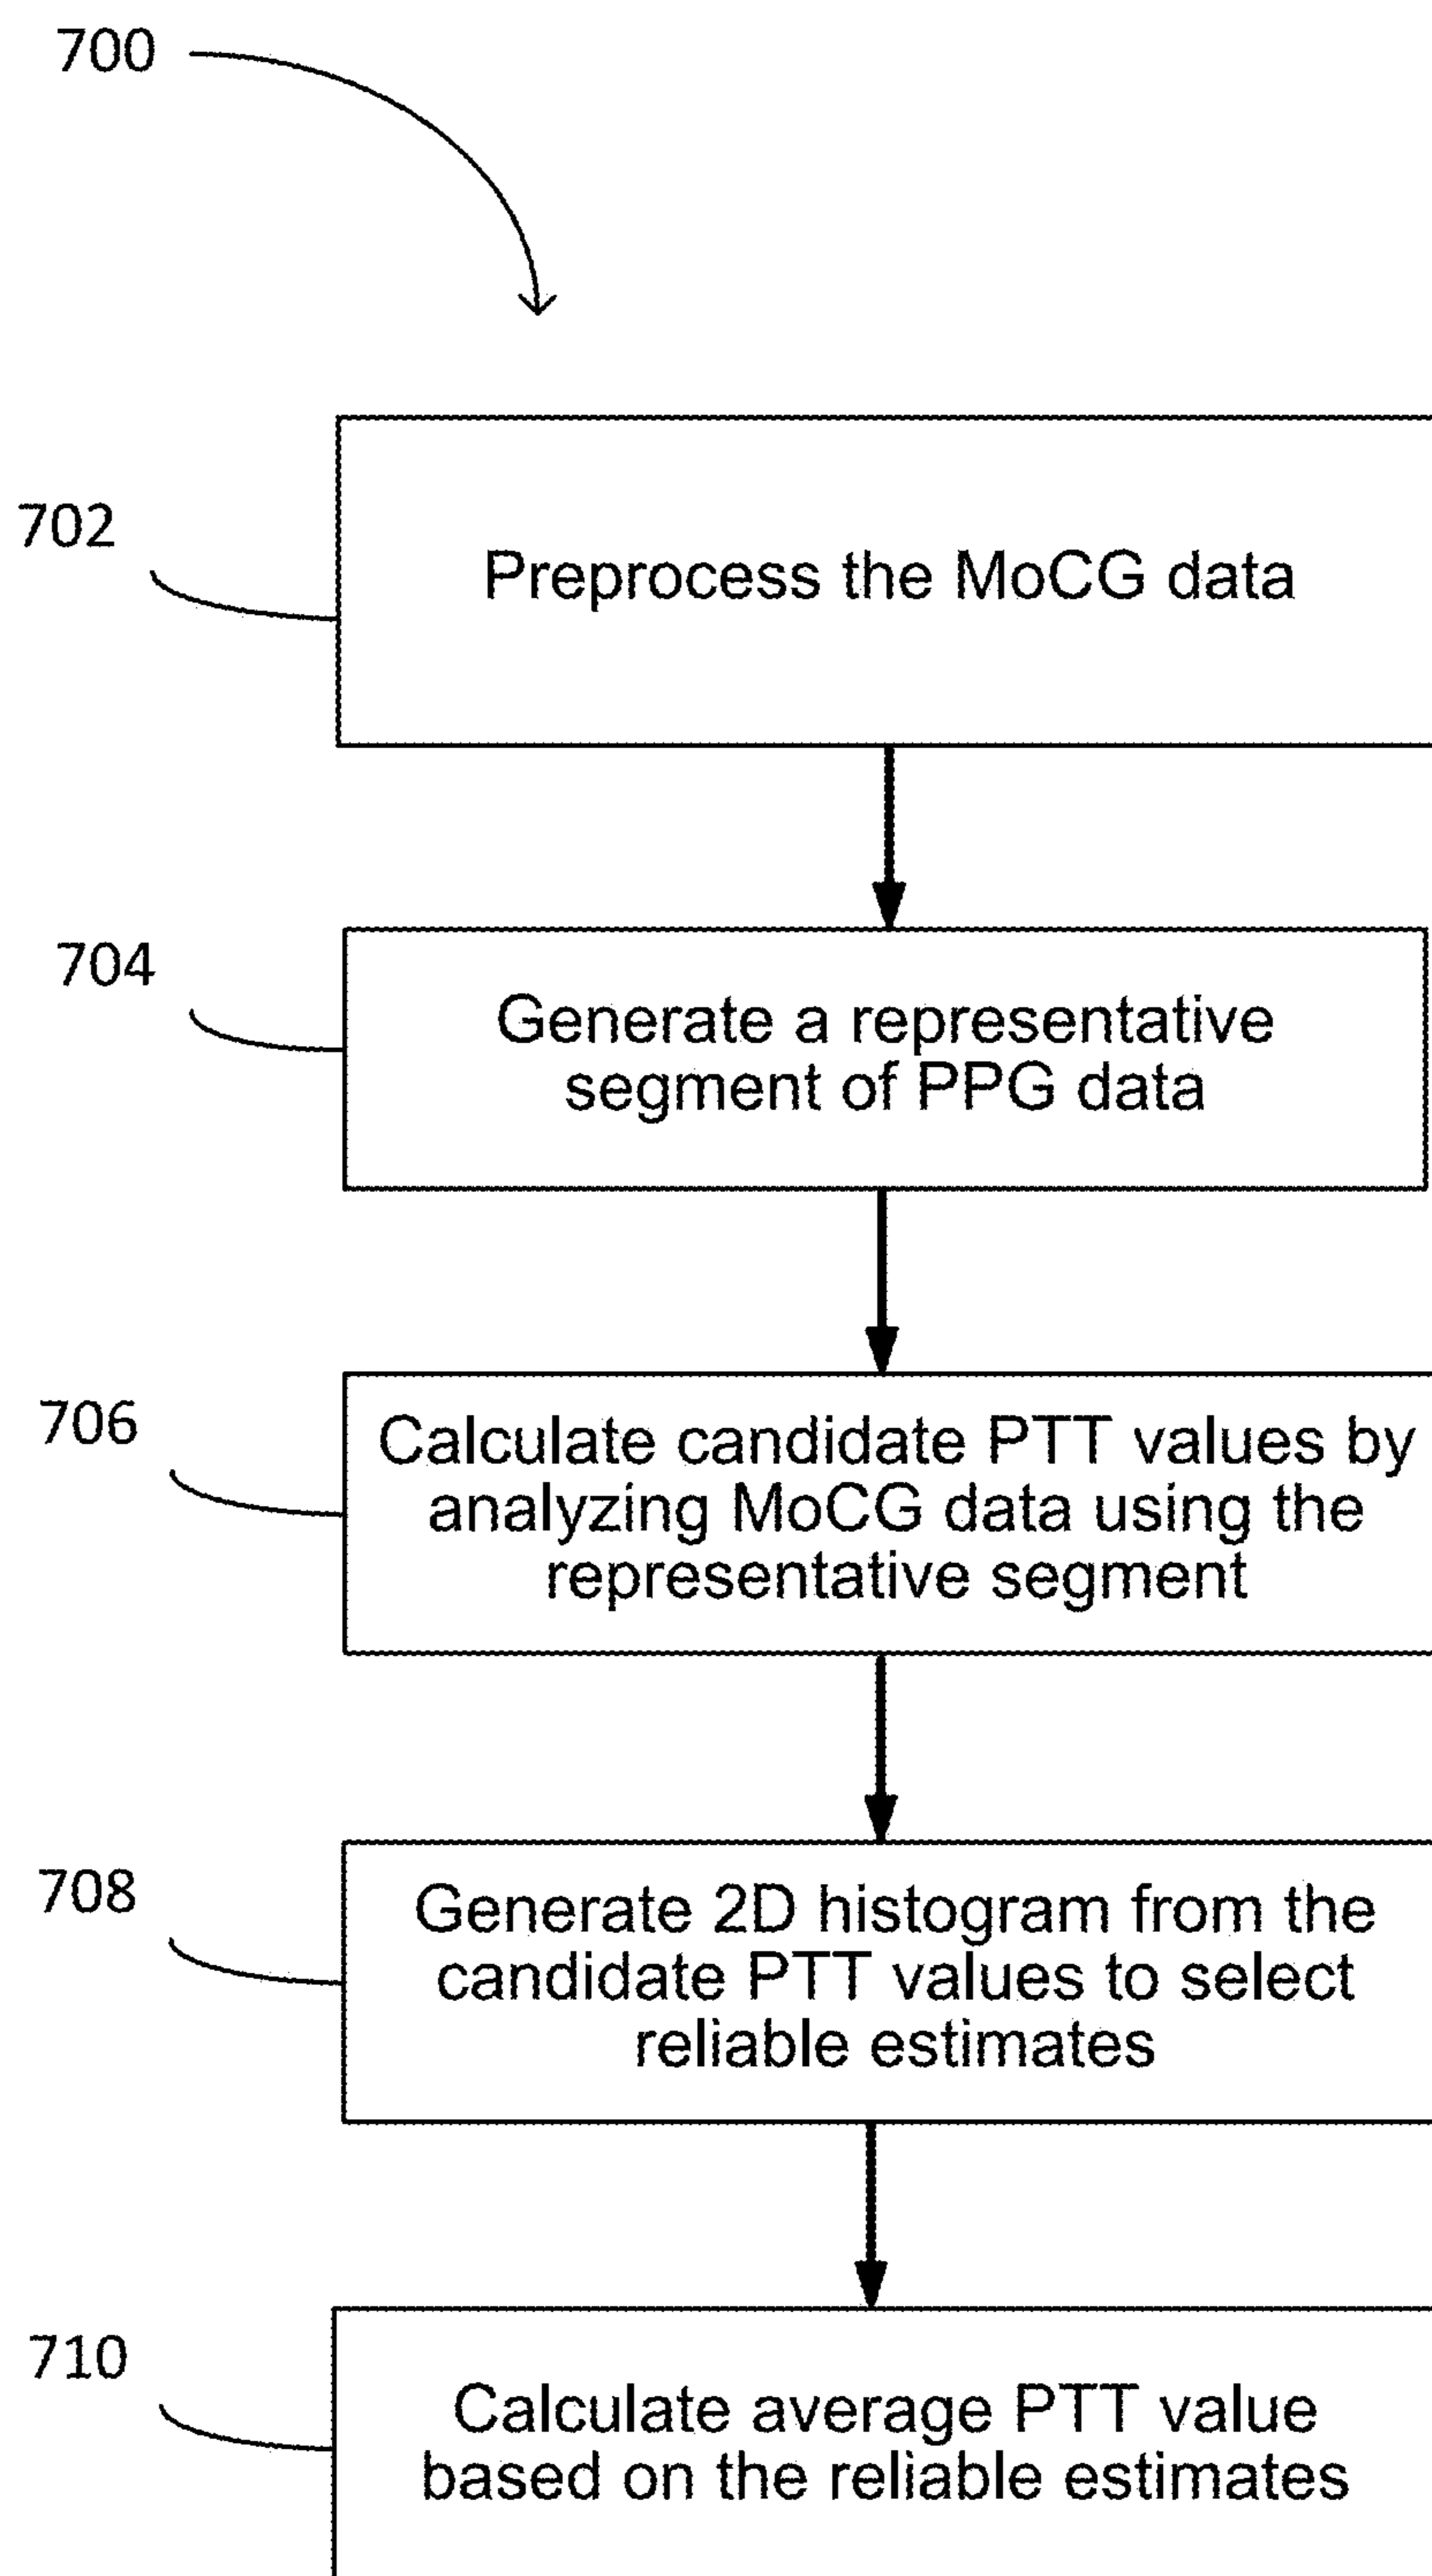 700
702
Preprocess the MoCG data
704
Generate a representative
segment of PPG data
706
Calculate candidate PTT values by
analyzing MoCG data using the
representative segment
708
Generate 2D histogram from the
candidate PTT values to select
reliable estimates
710
Calculate average PTT value
based on the reliable estimates